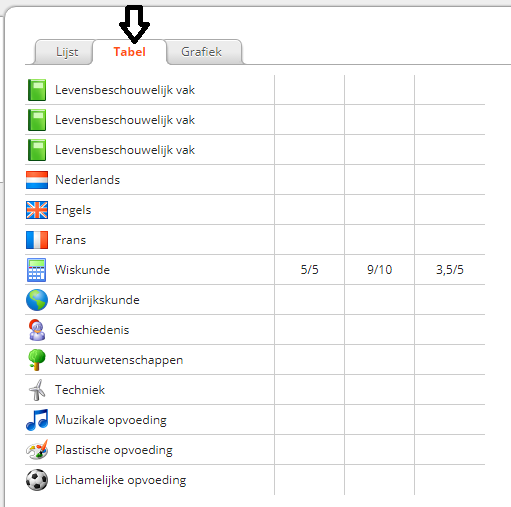 Lijst Tabel Grafiek
Levensbeschouwelijk vak
Levensbeschouwelijk vak
Levensbeschouwelijk vak
Nederlands
Engels
Frans
Wiskunde 5/5 9/10 3,5/5
Aardrijkskunde
Geschiedenis
Natuurwetenschappen
Techniek
Muzikale opvoeding
Plastische opvoeding
Lichamelijke opvoeding